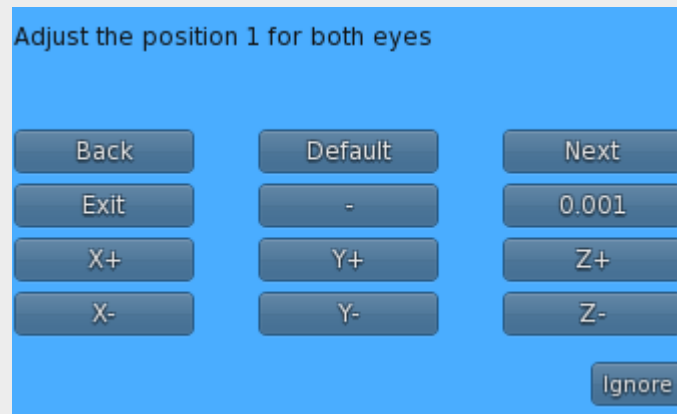 Adjust the position 1 for both eyes
Back Default Next
Exit - 0.001
X+ Y+ Z+
X- Y- Z-
Ignore